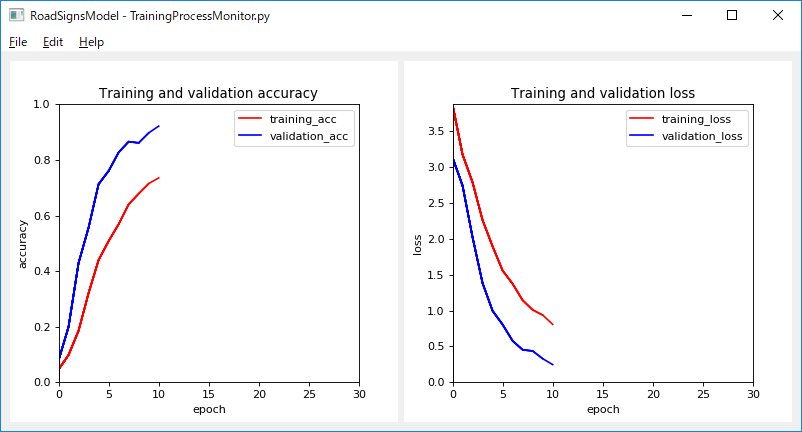 RoadSignsModel - TrainingProcessMonitor.py
File Edit Help
Training and validation accuracy
training_acc
validation_acc
1.0
0.8
0.6
0.4
0.2
0.0
accuracy
0 5 10 15 20 25 30
epoch
Training and validation loss
training_loss
validation_loss
3.5
3.0
2.5
2.0
1.5
1.0
0.5
0.0
loss
0 5 10 15 20 25 30
epoch